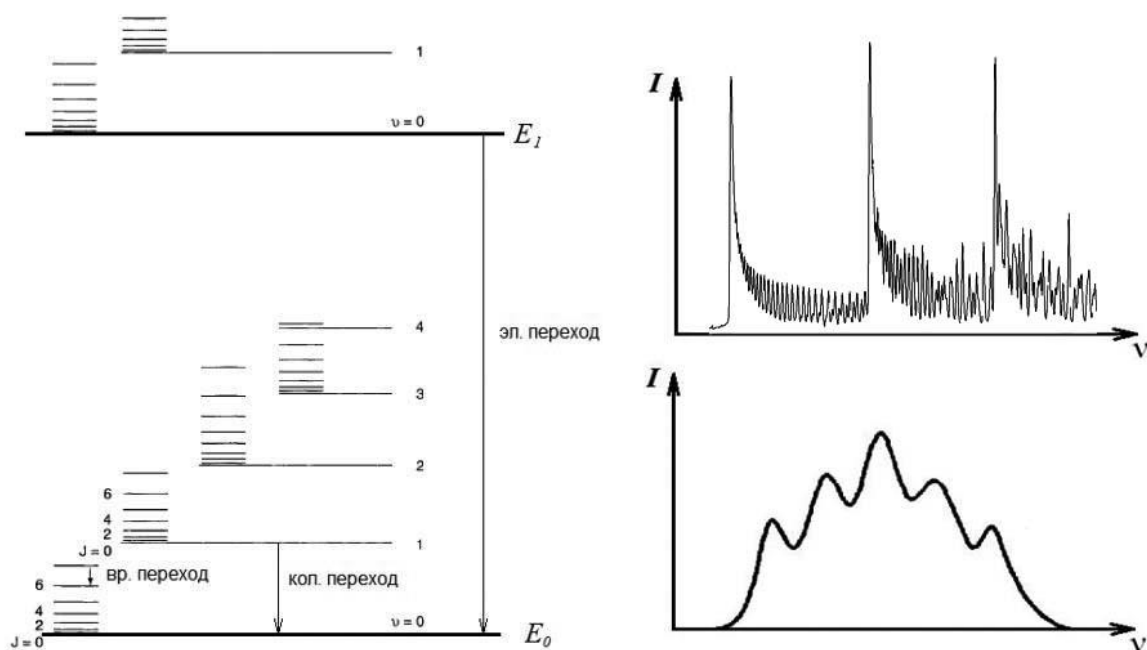 1
υ = 0
E₁
эл. переход
4
3
2
6
4
2
J = 0
1
вр. переход
кол. переход
6
4
2
J = 0
υ = 0
E₀
I
ν
I
ν